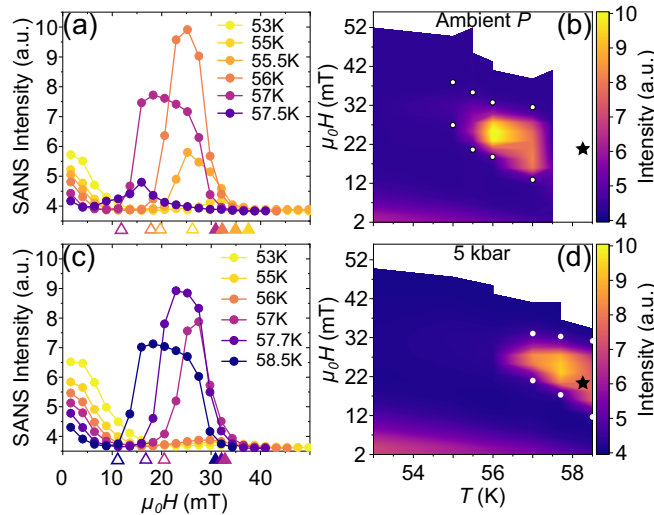 (a)
SANS Intensity (a.u.)
10
9
8
7
6
5
4
53K
55K
55.5K
56K
57K
57.5K
(b)
Ambient P
μ₀H (mT)
52
42
32
22
12
2
Intensity (a.u.)
10
9
8
7
6
5
4
(c)
SANS Intensity (a.u.)
10
9
8
7
6
5
4
53K
55K
56K
57K
57.7K
58.5K
0 10 20 30 40
μ₀H (mT)
(d)
5 kbar
μ₀H (mT)
52
42
32
22
12
2
54 56 58
T (K)
Intensity (a.u.)
10
9
8
7
6
5
4